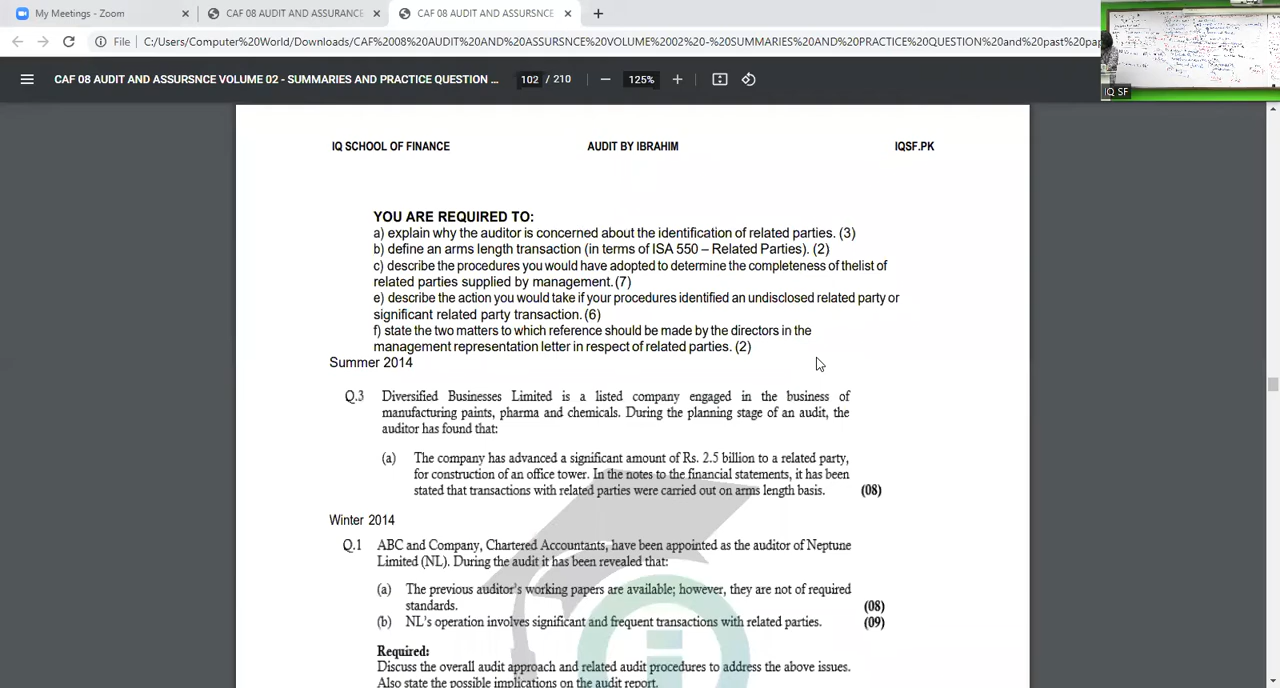 My Meetings - Zoom
CAF 08 AUDIT AND ASSURANCE
CAF 08 AUDIT AND ASSURSNCE
File
C:/Users/Computer%20World/Downloads/CAF%2008%20AUDIT%20AND%20ASSURSNCE%20VOLUME%2002%20-%20SUMMARIES%20AND%20PRACTICE%20QUESTION%20and%20past%20pap
CAF 08 AUDIT AND ASSURSNCE VOLUME 02 - SUMMARIES AND PRACTICE QUESTION ...
102 / 210
125%
IQ SF
IQ SCHOOL OF FINANCE AUDIT BY IBRAHIM IQSF.PK
YOU ARE REQUIRED TO:
a) explain why the auditor is concerned about the identification of related parties. (3)
b) define an arms length transaction (in terms of ISA 550 – Related Parties). (2)
c) describe the procedures you would have adopted to determine the completeness of thelist of
related parties supplied by management. (7)
e) describe the action you would take if your procedures identified an undisclosed related party or
significant related party transaction. (6)
f) state the two matters to which reference should be made by the directors in the
management representation letter in respect of related parties. (2)
Summer 2014
Q.3 Diversified Businesses Limited is a listed company engaged in the business of
manufacturing paints, pharma and chemicals. During the planning stage of an audit, the
auditor has found that:
(a) The company has advanced a significant amount of Rs. 2.5 billion to a related party,
for construction of an office tower. In the notes to the financial statements, it has been
stated that transactions with related parties were carried out on arms length basis. (08)
Winter 2014
Q.1 ABC and Company, Chartered Accountants, have been appointed as the auditor of Neptune
Limited (NL). During the audit it has been revealed that:
(a) The previous auditor's working papers are available; however, they are not of required
standards. (08)
(b) NL's operation involves significant and frequent transactions with related parties. (09)
Required:
Discuss the overall audit approach and related audit procedures to address the above issues.
Also state the possible implications on the audit report.